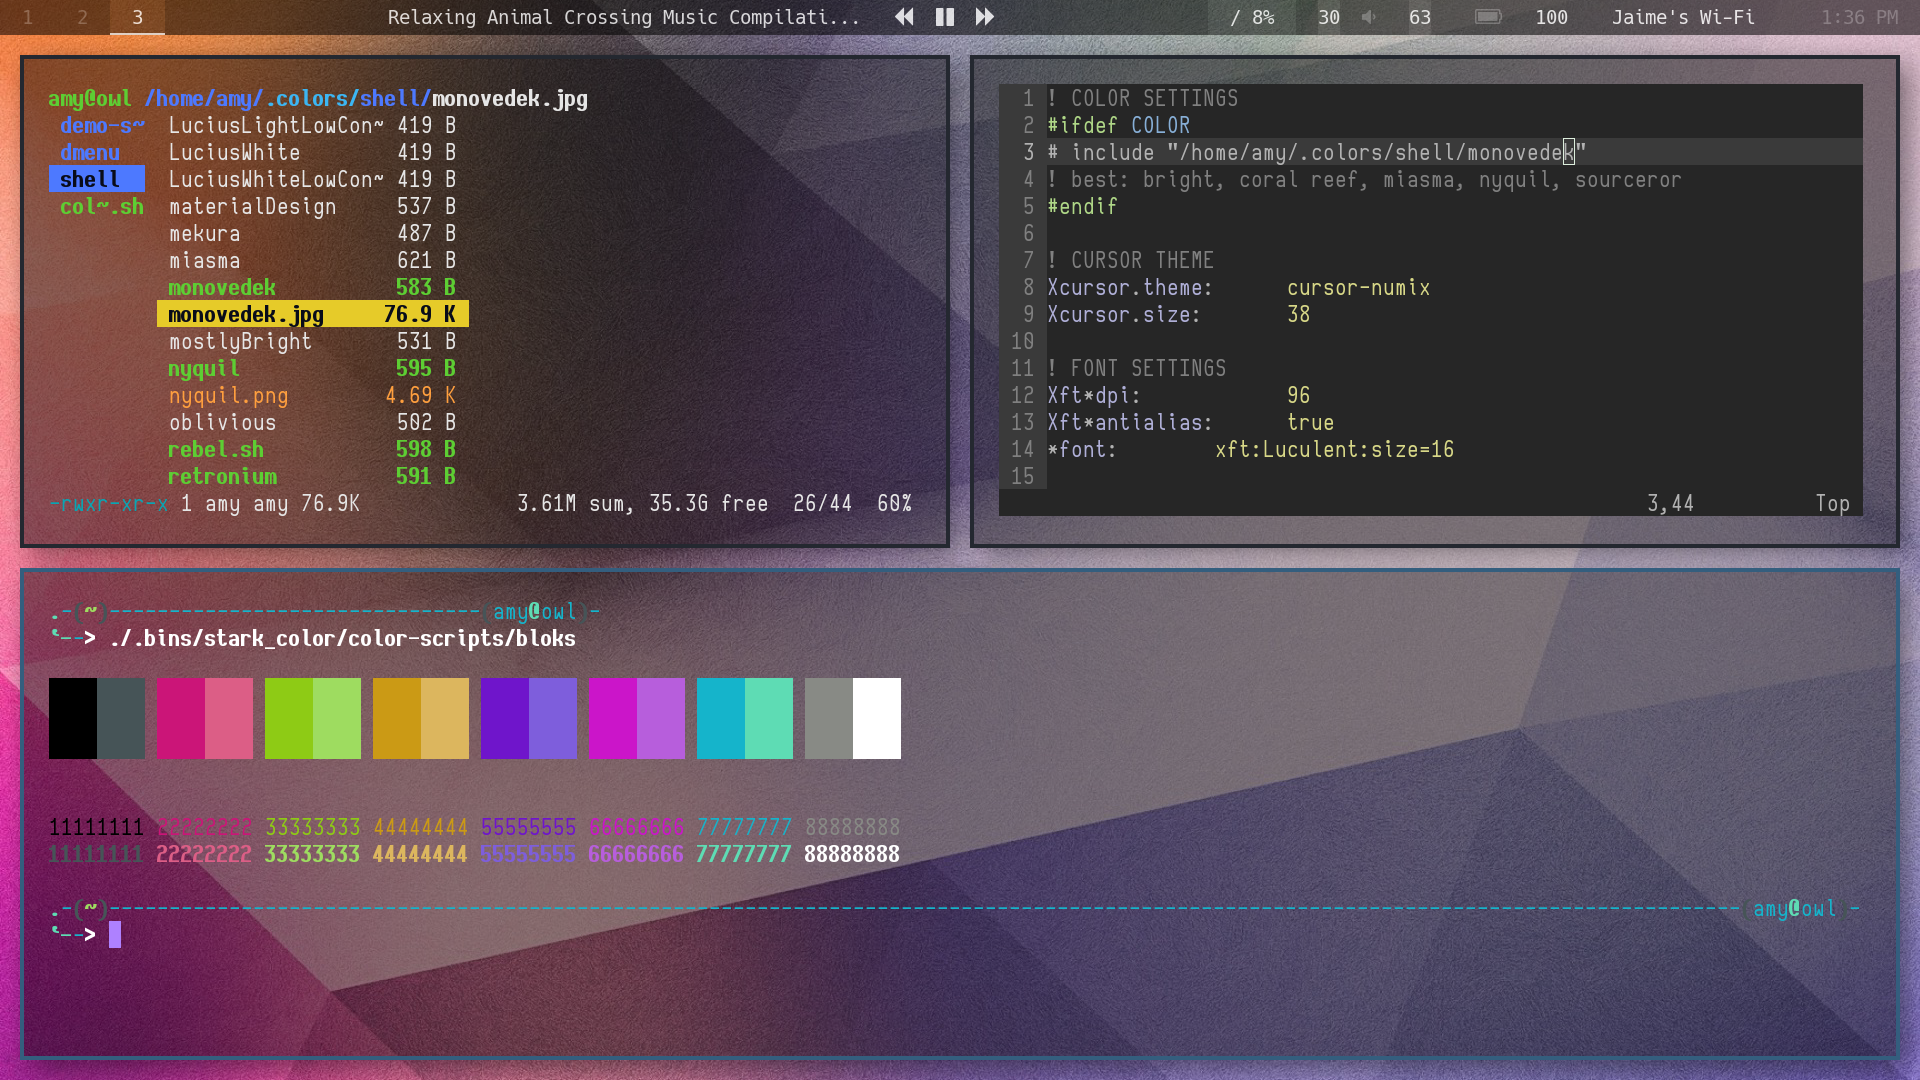 1 2 3 Relaxing Animal Crossing Music Compilati... / 8% 30 63 100 Jaime's Wi-Fi 1:36 PM
amy@owl /home/amy/.colors/shell/monovedek.jpg
demo-s~ LuciusLightLowCon~ 419 B
dmenu LuciusWhite 419 B
shell LuciusWhiteLowCon~ 419 B
col~.sh materialDesign 537 B
mekura 487 B
miasma 621 B
monovedek 583 B
monovedek.jpg 76.9 K
mostlyBright 531 B
nyquil 595 B
nyquil.png 4.69 K
oblivious 502 B
rebel.sh 598 B
retronium 591 B
-rwxr-xr-x 1 amy amy 76.9K 3.61M sum, 35.3G free 26/44 60%
1 ! COLOR SETTINGS
2 #ifdef COLOR
3 # include "/home/amy/.colors/shell/monovedek"
4 ! best: bright, coral reef, miasma, nyquil, sourceror
5 #endif
6
7 ! CURSOR THEME
8 Xcursor.theme: cursor-numix
9 Xcursor.size: 38
10
11 ! FONT SETTINGS
12 Xft*dpi: 96
13 Xft*antialias: true
14 *font: xft:Luculent:size=16
15
3,44 Top
.-(~)-------------------------------(amy@owl)-
`--> ./.bins/stark_color/color-scripts/bloks
11111111 22222222 33333333 44444444 55555555 66666666 77777777 88888888
11111111 22222222 33333333 44444444 55555555 66666666 77777777 88888888
.-(~)----------------------------------------------------------------------------------------------------------------------------------------(amy@owl)-
`-->